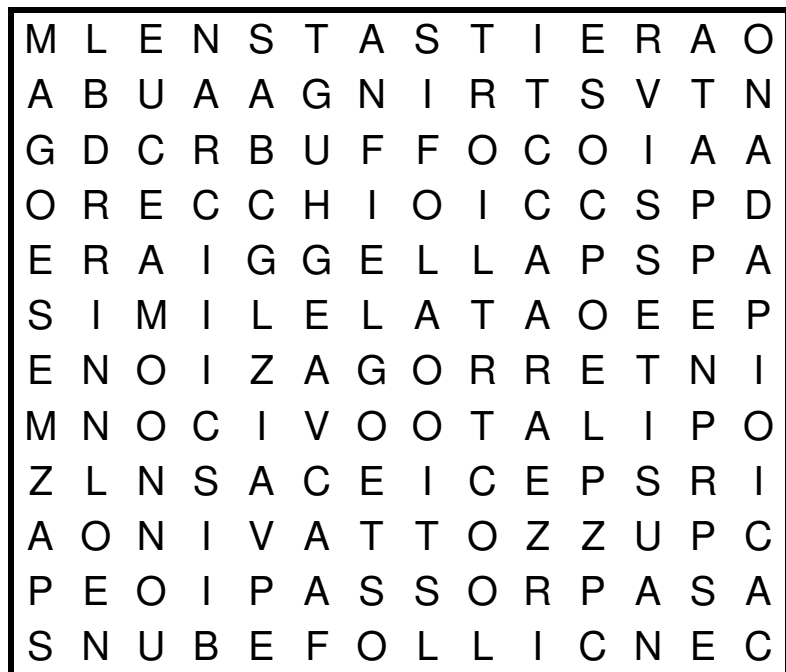 M L E N S T A S T I E R A O
A B U A A G N I R T S V T N
G D C R B U F F O C O I A A
O R E C C H I O I C C S P D
E R A I G G E L L A P S P A
S I M I L E L A T A O E E P
E N O I Z A G O R R E T N I
M N O C I V O O T A L I P O
Z L N S A C E I C E P S R I
A O N I V A T T O Z Z U P C
P E O I P A S S O R P A S A
S N U B E F O L L I C N E C